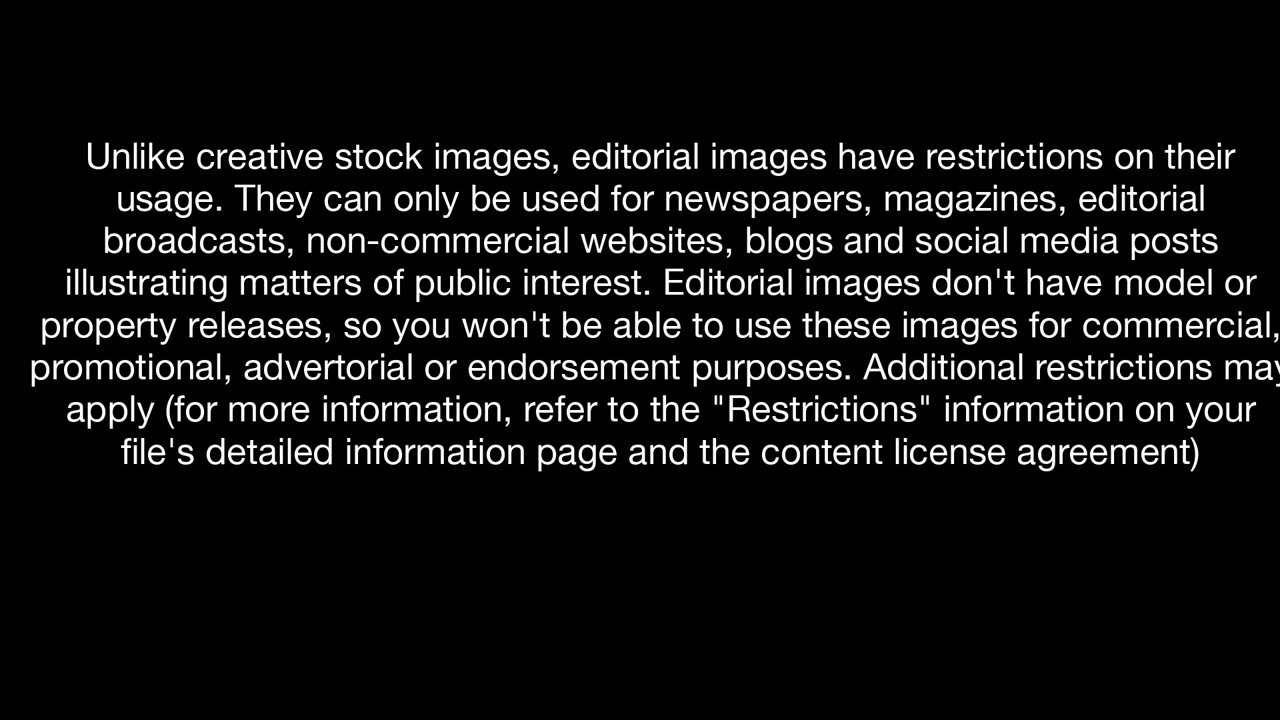 Unlike creative stock images, editorial images have restrictions on their
usage. They can only be used for newspapers, magazines, editorial
broadcasts, non-commercial websites, blogs and social media posts
illustrating matters of public interest. Editorial images don't have model or
property releases, so you won't be able to use these images for commercial,
promotional, advertorial or endorsement purposes. Additional restrictions may
apply (for more information, refer to the "Restrictions" information on your
file's detailed information page and the content license agreement)